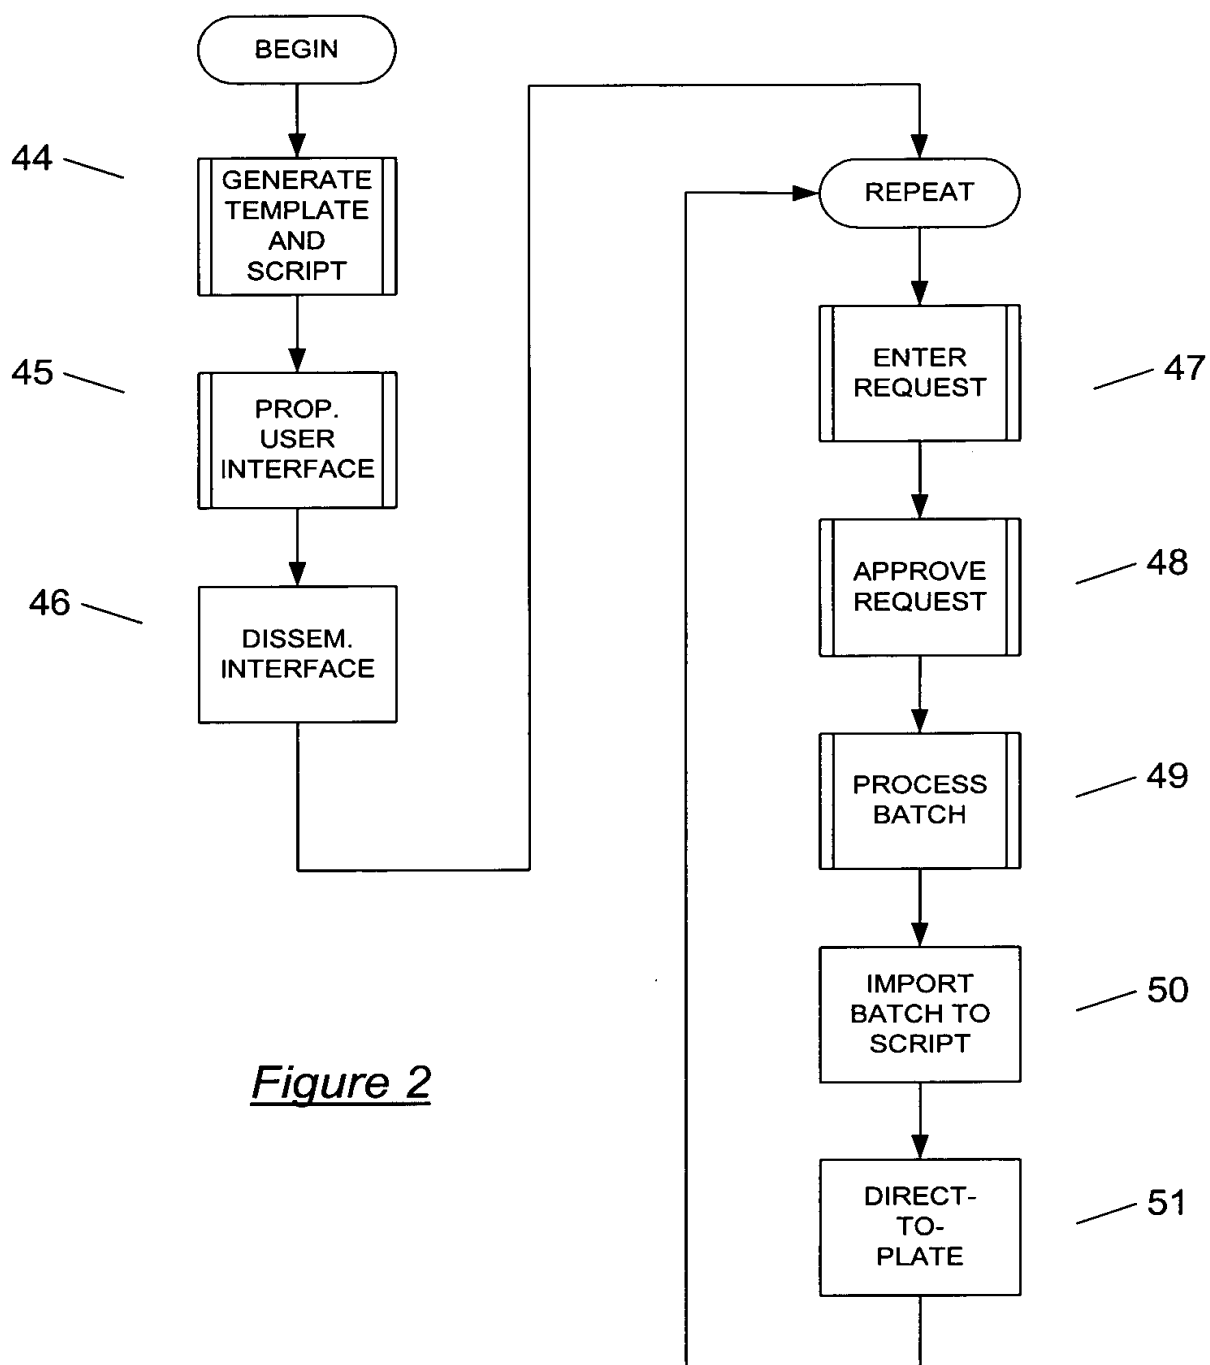 BEGIN
44
GENERATE
TEMPLATE
AND
SCRIPT
45
PROP.
USER
INTERFACE
46
DISSEM.
INTERFACE
REPEAT
ENTER
REQUEST
47
APPROVE
REQUEST
48
PROCESS
BATCH
49
IMPORT
BATCH TO
SCRIPT
50
DIRECT-
TO-
PLATE
51
Figure 2